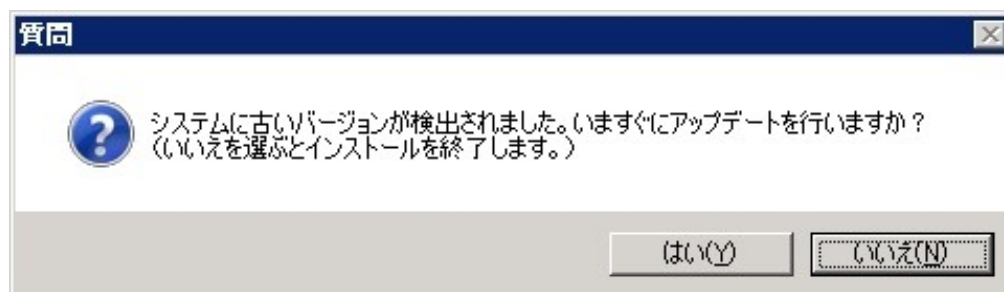 質問
システムに古いバージョンが検出されました。いますぐにアップデートを行いますか？
（いいえを選ぶとインストールを終了します。）
はい(Y)
いいえ(N)